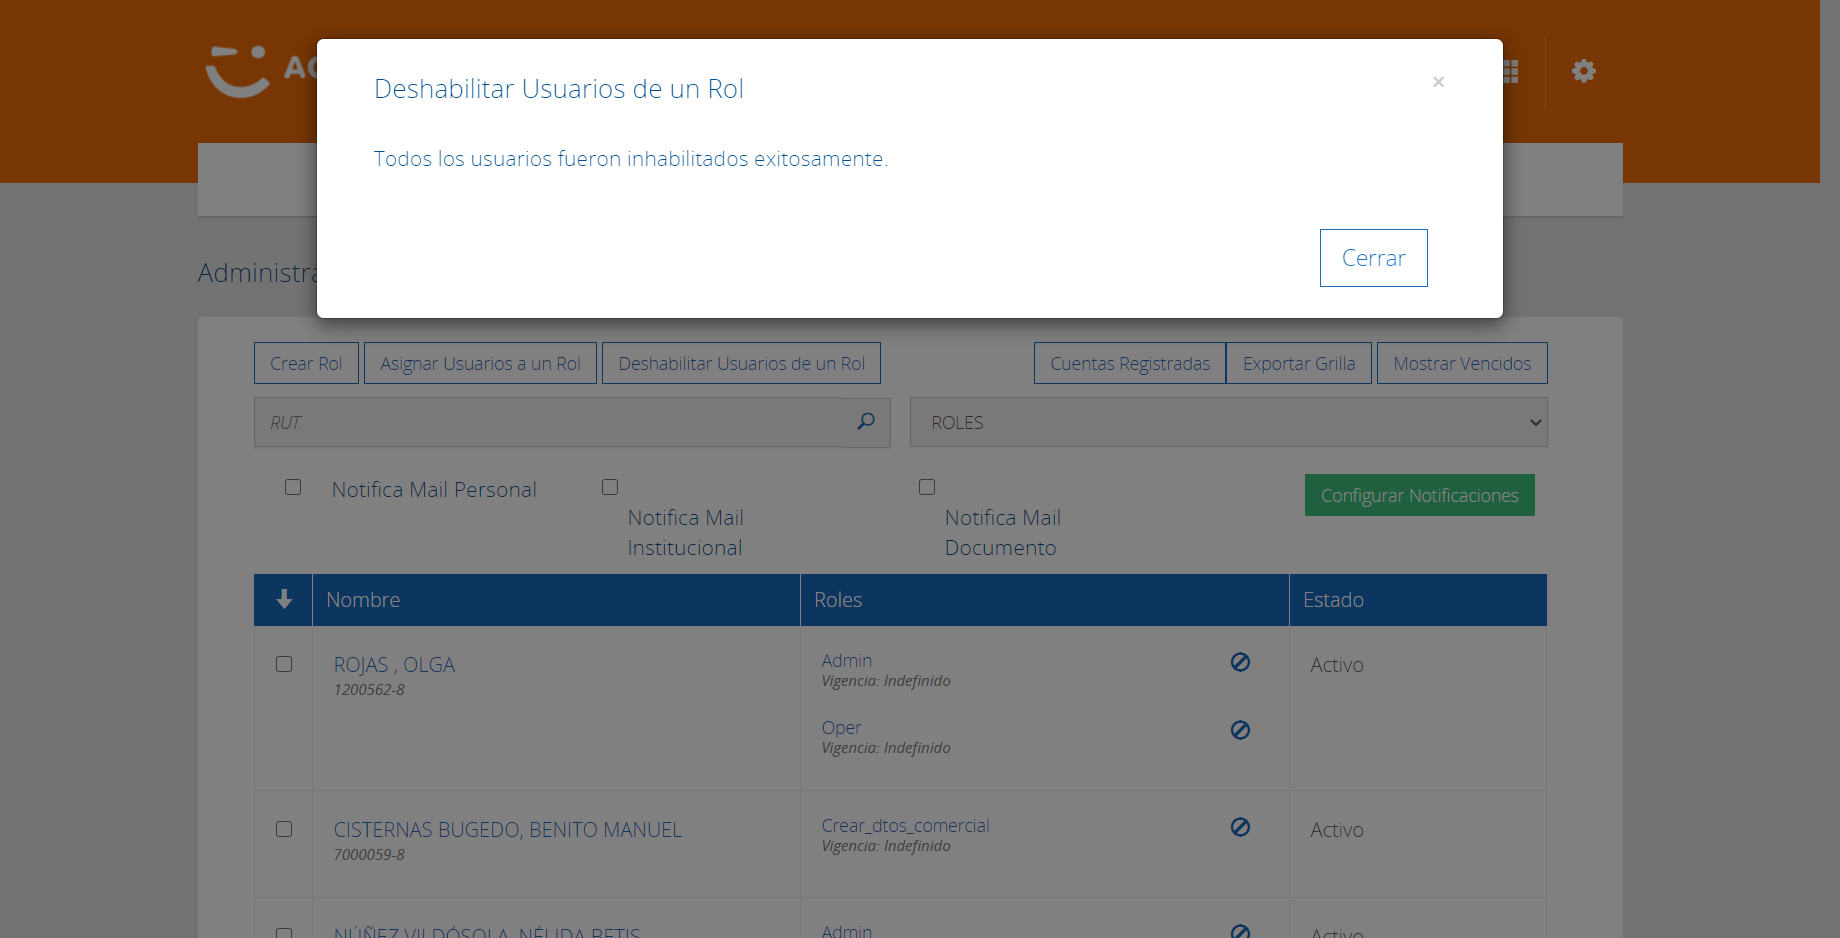 Deshabilitar Usuarios de un Rol
×
Todos los usuarios fueron inhabilitados exitosamente.
Cerrar
Crear Rol
Asignar Usuarios a un Rol
Deshabilitar Usuarios de un Rol
Cuentas Registradas
Exportar Grilla
Mostrar Vencidos
RUT
ROLES
Notifica Mail Personal
Notifica Mail
Institucional
Notifica Mail
Documento
Configurar Notificaciones
Nombre
Roles
Estado
ROJAS , OLGA
1200562-8
Admin
Vigencia: Indefinido
Oper
Vigencia: Indefinido
Activo
CISTERNAS BUGEDO, BENITO MANUEL
7000059-8
Crear_dtos_comercial
Vigencia: Indefinido
Activo
NÚÑEZ VILDÓSOLA, NÉLIDA BETIS
Admin
Activo